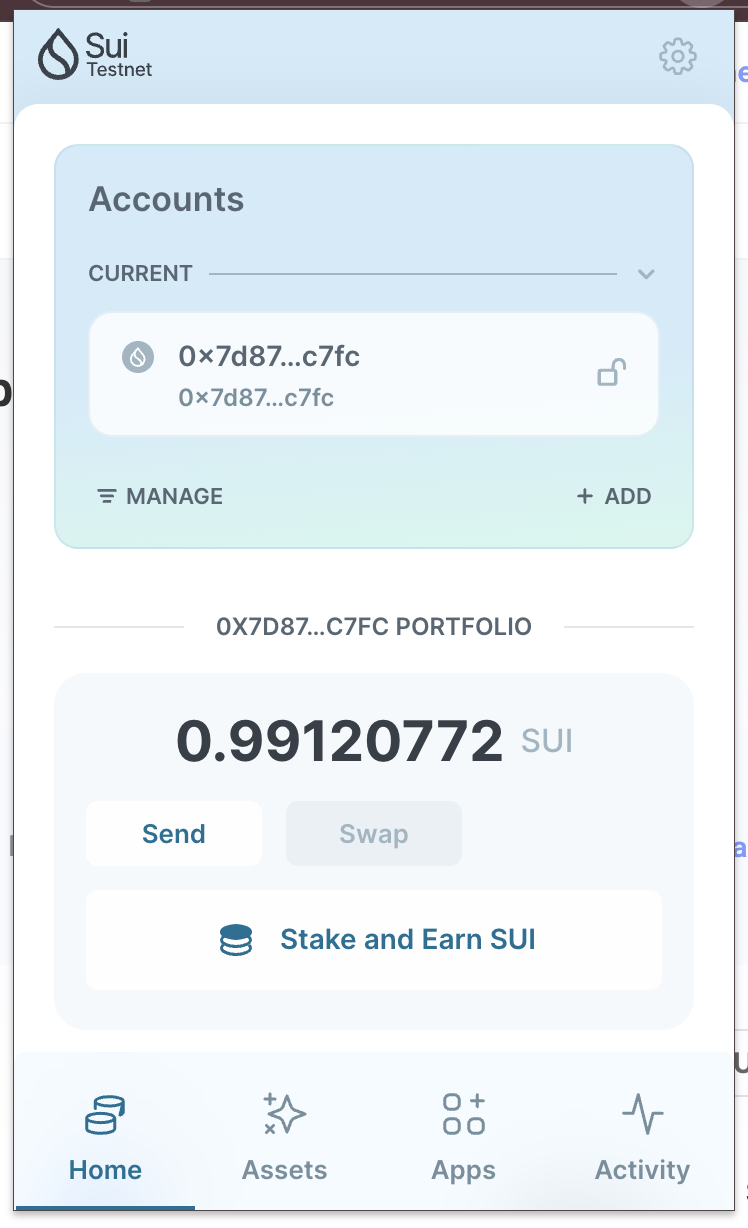 Sui
Testnet
Accounts
CURRENT
0×7d87...c7fc
0×7d87...c7fc
MANAGE
+ ADD
0X7D87...C7FC PORTFOLIO
0.99120772 SUI
Send
Swap
Stake and Earn SUI
Home
Assets
Apps
Activity